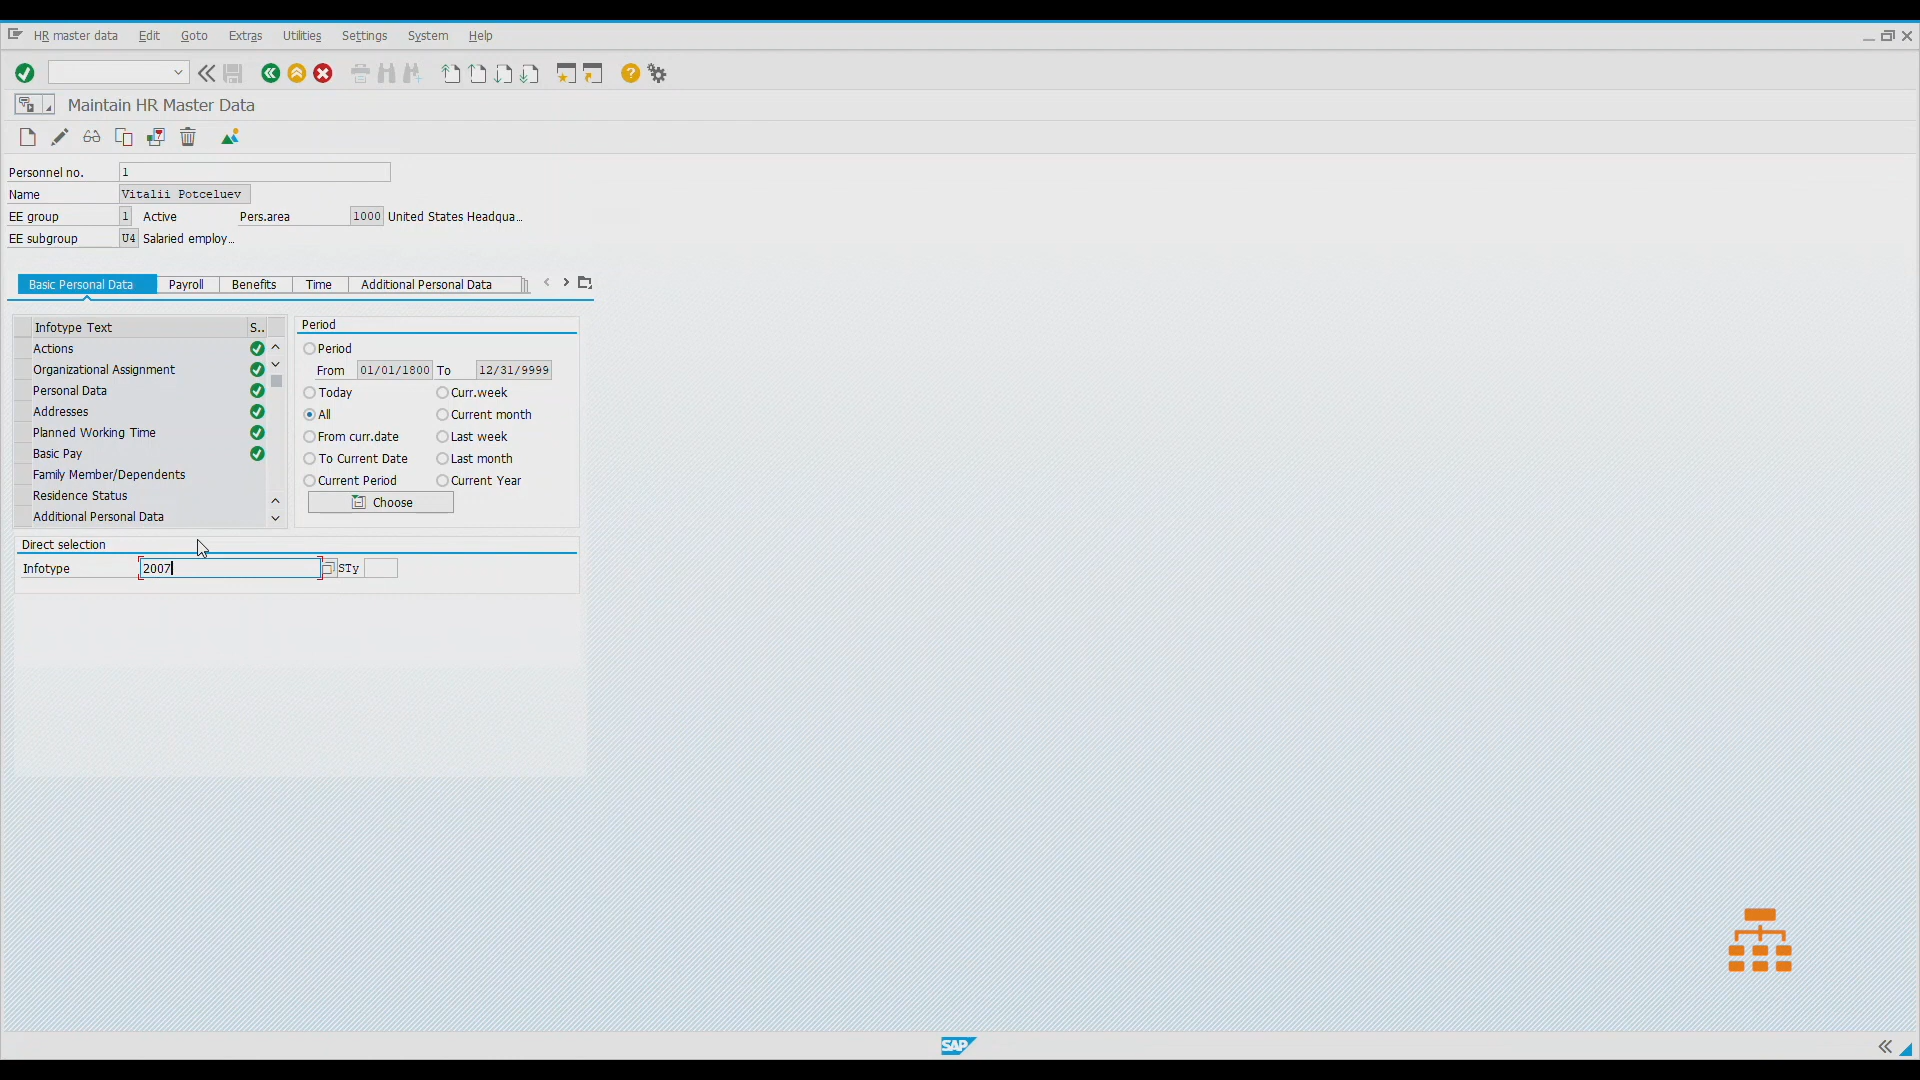 HR master data Edit Goto Extras Utilities Settings System Help
Maintain HR Master Data
Personnel no. 1
Name Vitalii Potceluev
EE group 1 Active Pers.area 1000 United States Headqua...
EE subgroup U4 Salaried employ...
Basic Personal Data Payroll Benefits Time Additional Personal Data
Infotype Text S..
Actions
Organizational Assignment
Personal Data
Addresses
Planned Working Time
Basic Pay
Family Member/Dependents
Residence Status
Additional Personal Data
Period
Period
From 01/01/1800 To 12/31/9999
Today Curr.week
All Current month
From curr.date Last week
To Current Date Last month
Current Period Current Year
Choose
Direct selection
Infotype 2007 STy
SAP